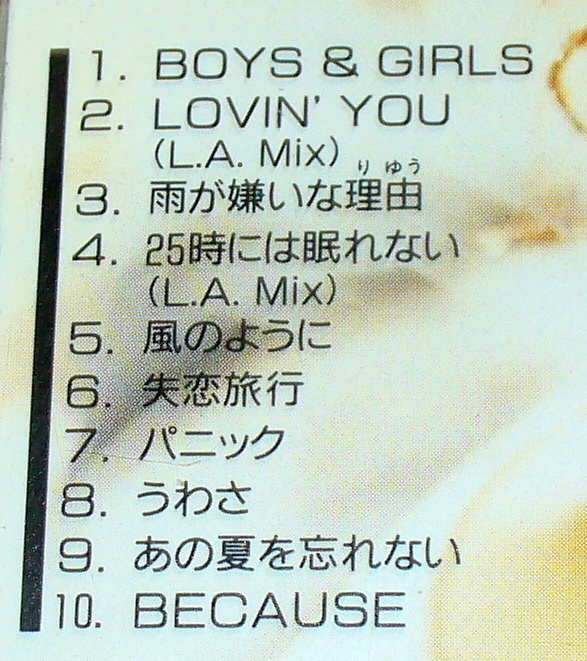 1. BOYS & GIRLS
2. LOVIN' YOU
(L.A. Mix)
りゆう
3. 雨が嫌いな理由
4. 25時には眠れない
(L.A. Mix)
5. 風のように
6. 失恋旅行
7. パニック
8. うわさ
9. あの夏を忘れない
10. BECAUSE